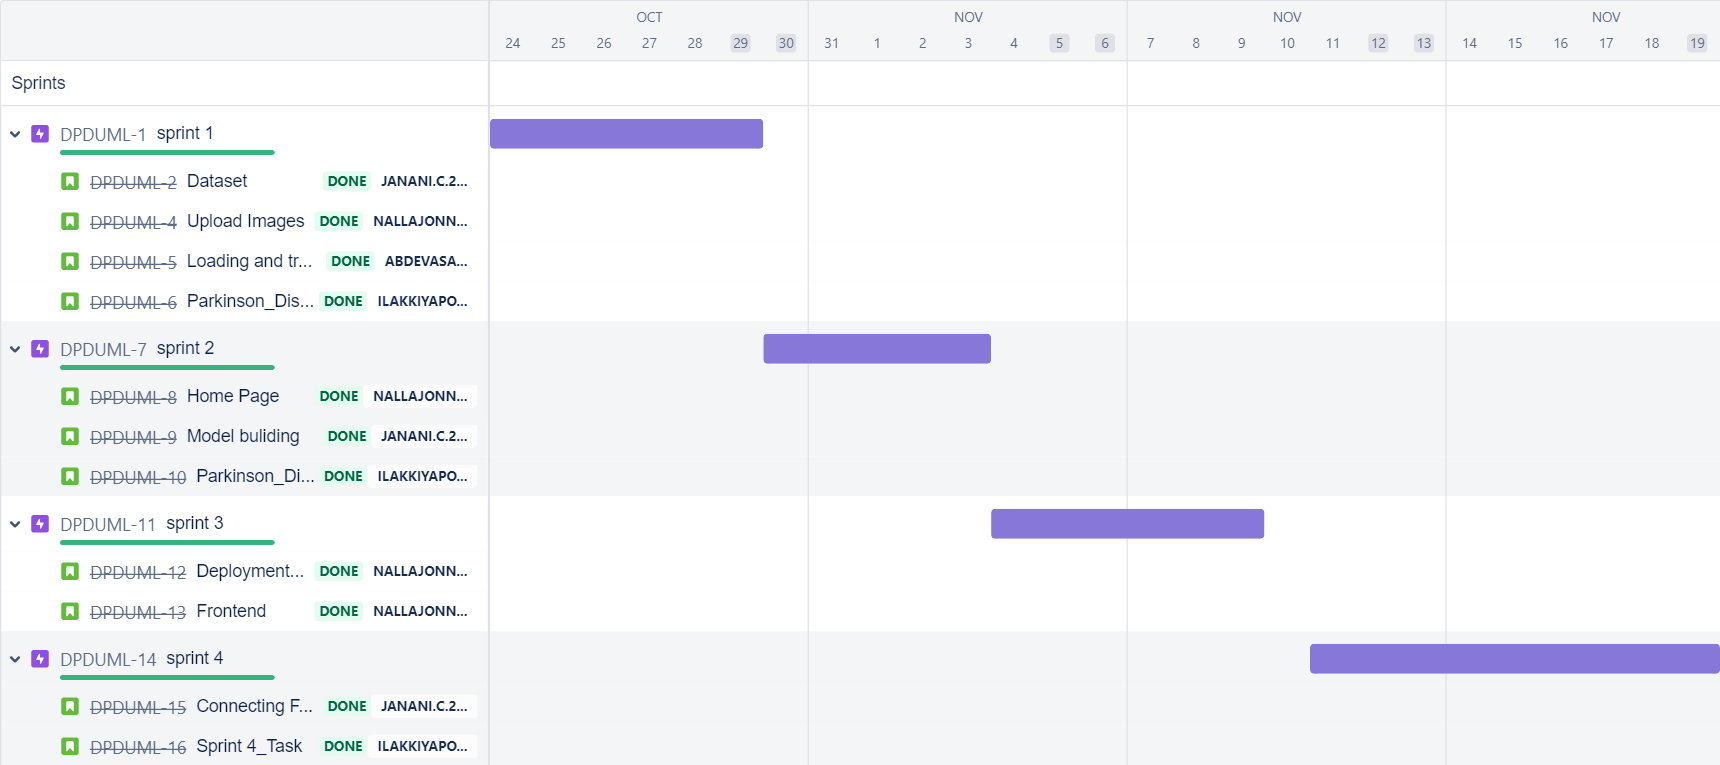 OCT NOV NOV NOV
24 25 26 27 28 29 30 31 1 2 3 4 5 6 7 8 9 10 11 12 13 14 15 16 17 18 19
Sprints
DPDUML-1 sprint 1
DPDUML-2 Dataset DONE JANANI.C.2...
DPDUML-4 Upload Images DONE NALLAJONN...
DPDUML-5 Loading and tr... DONE ABDEVASA...
DPDUML-6 Parkinson_Dis... DONE ILAKKIYAPO...
DPDUML-7 sprint 2
DPDUML-8 Home Page DONE NALLAJONN...
DPDUML-9 Model buliding DONE JANANI.C.2...
DPDUML-10 Parkinson_Di... DONE ILAKKIYAPO...
DPDUML-11 sprint 3
DPDUML-12 Deployment... DONE NALLAJONN...
DPDUML-13 Frontend DONE NALLAJONN...
DPDUML-14 sprint 4
DPDUML-15 Connecting F... DONE JANANI.C.2...
DPDUML-16 Sprint 4_Task DONE ILAKKIYAPO...